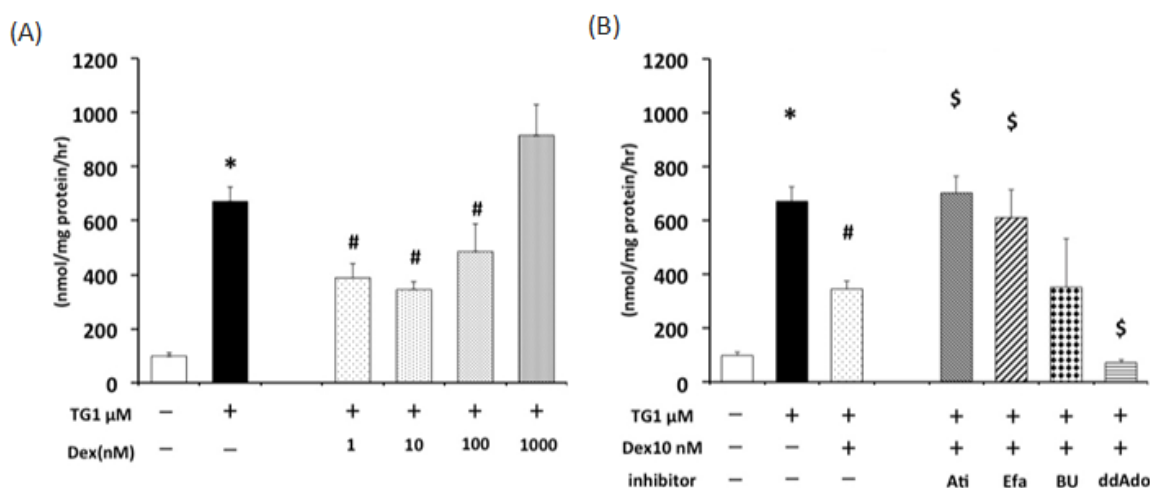 (A)
(nmol/mg protein/hr)
1200
1000
800
600
400
200
0
*
#
#
#
TG1 μM − + + + + +
Dex(nM) − − 1 10 100 1000
(B)
(nmol/mg protein/hr)
1200
1000
800
600
400
200
0
*
#
$
$
$
TG1 μM − + + + + + +
Dex10 nM − − + + + + +
inhibitor Ati Efa BU ddAdo